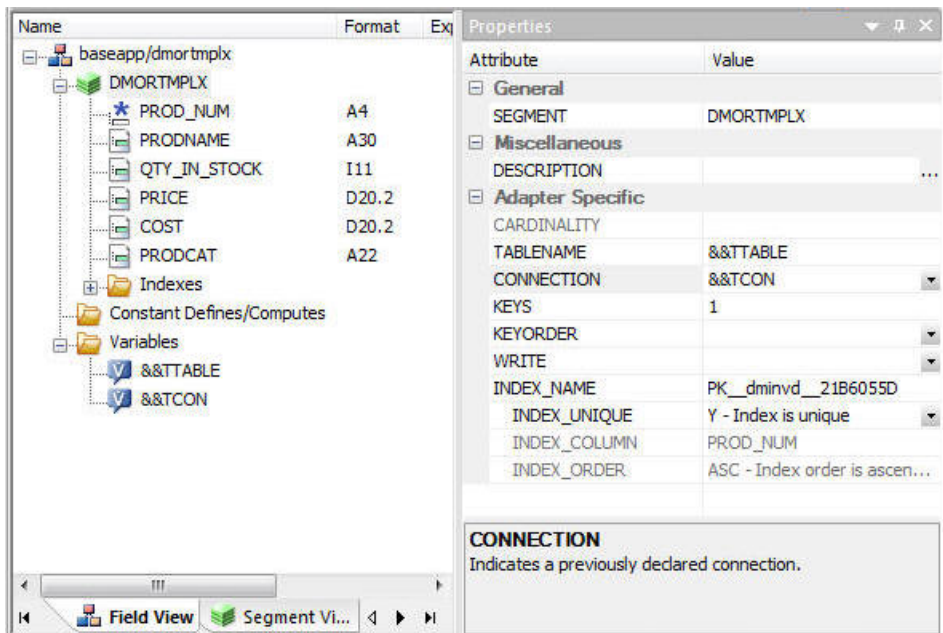 Name Format Ex
baseapp/dmortmplx
DMORTMPLX
PROD_NUM A4
PRODNAME A30
QTY_IN_STOCK I11
PRICE D20.2
COST D20.2
PRODCAT A22
Indexes
Constant Defines/Computes
Variables
&&TTABLE
&&TCON
Field View Segment Vi...
Properties
Attribute Value
General
SEGMENT DMORTMPLX
Miscellaneous
DESCRIPTION ...
Adapter Specific
CARDINALITY
TABLENAME &&TTABLE
CONNECTION &&TCON
KEYS 1
KEYORDER
WRITE
INDEX_NAME PK__dminvd__21B6055D
INDEX_UNIQUE Y - Index is unique
INDEX_COLUMN PROD_NUM
INDEX_ORDER ASC - Index order is ascen...
CONNECTION
Indicates a previously declared connection.